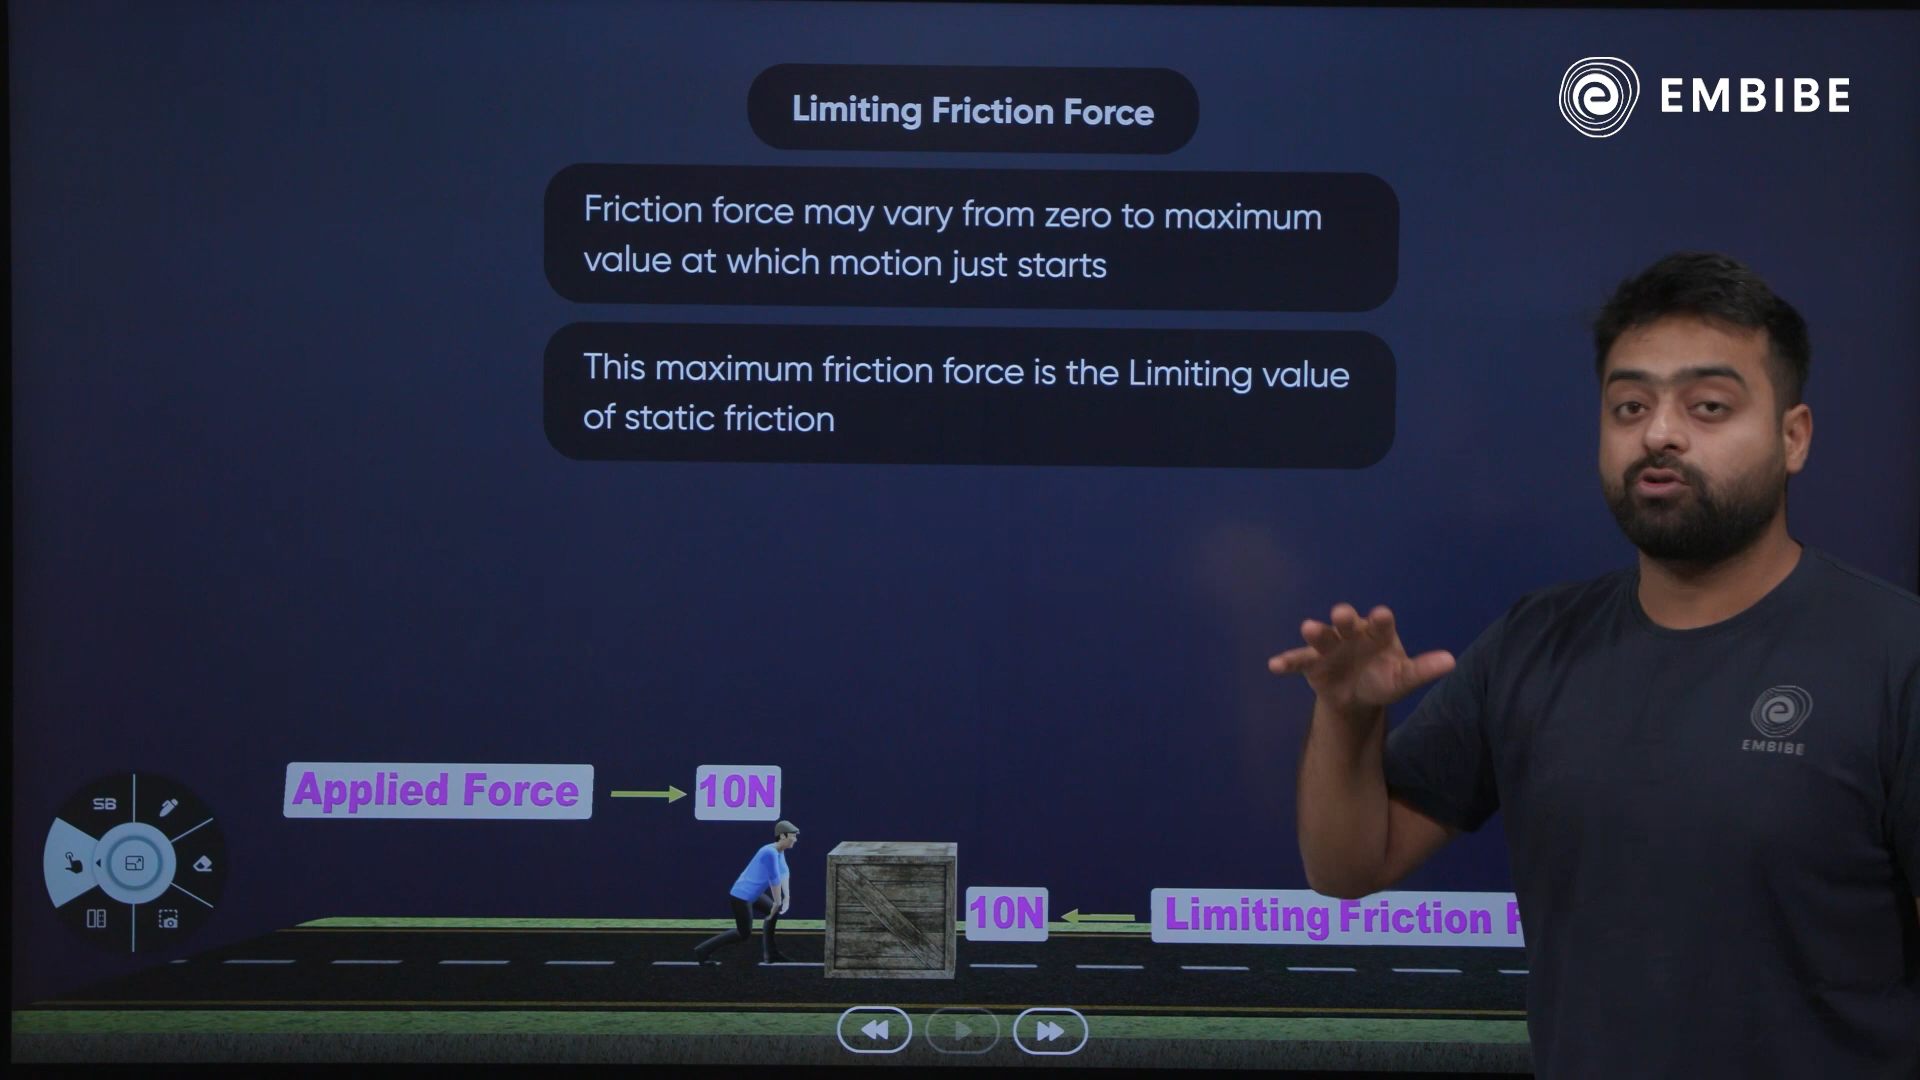 EMBIBE
Limiting Friction Force
Friction force may vary from zero to maximum
value at which motion just starts
This maximum friction force is the Limiting value
of static friction
Applied Force
10N
SB
10N
Limiting Friction F
EMBIBE